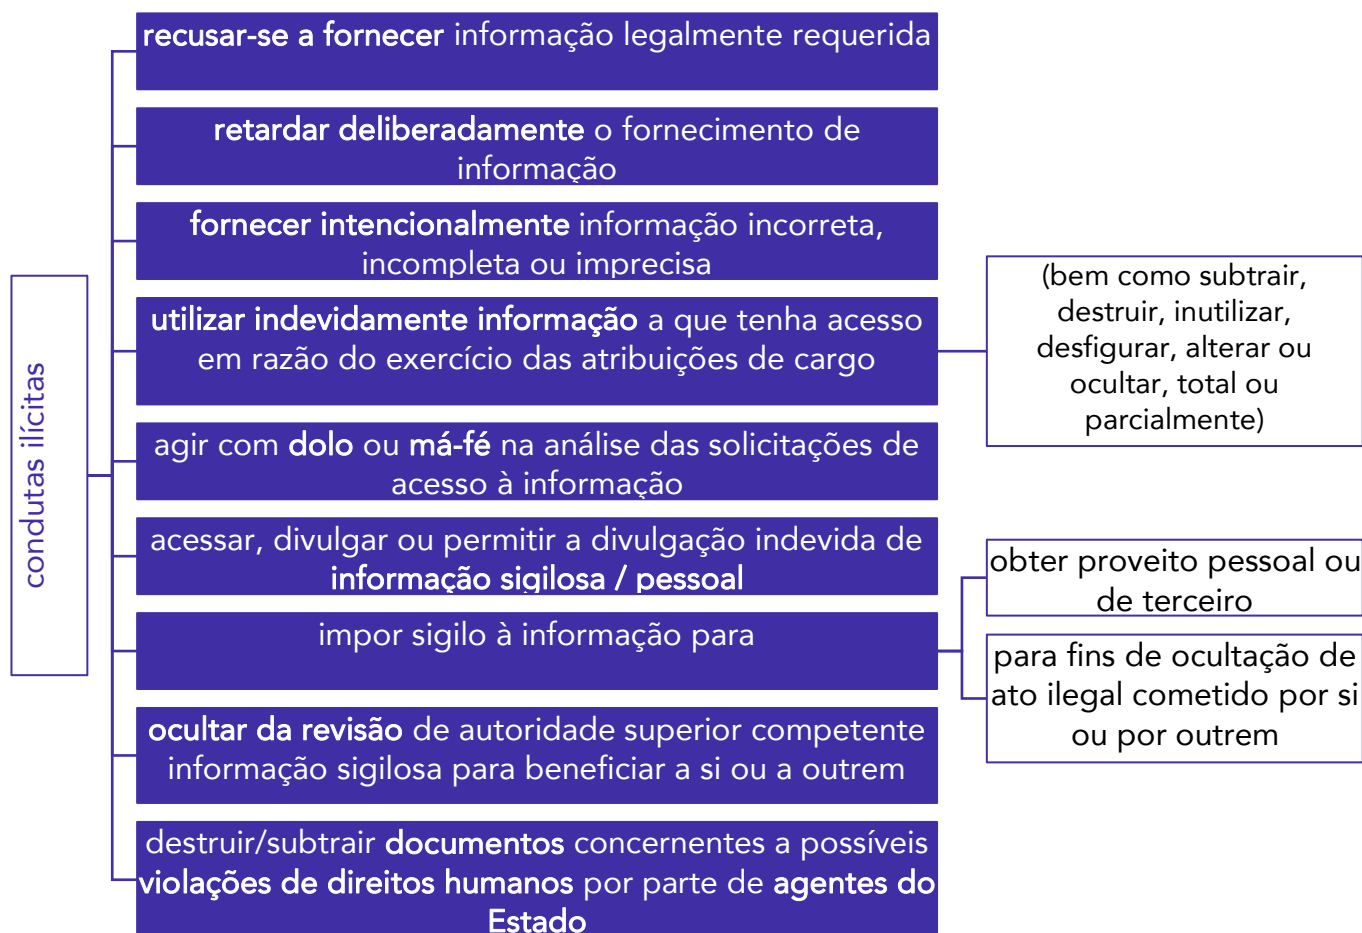 condutas ilícitas
recusar-se a fornecer informação legalmente requerida
retardar deliberadamente o fornecimento de
informação
fornecer intencionalmente informação incorreta,
incompleta ou imprecisa
utilizar indevidamente informação a que tenha acesso
em razão do exercício das atribuições de cargo
(bem como subtrair,
destruir, inutilizar,
desfigurar, alterar ou
ocultar, total ou
parcialmente)
agir com dolo ou má-fé na análise das solicitações de
acesso à informação
acessar, divulgar ou permitir a divulgação indevida de
informação sigilosa / pessoal
impor sigilo à informação para
obter proveito pessoal ou
de terceiro
para fins de ocultação de
ato ilegal cometido por si
ou por outrem
ocultar da revisão de autoridade superior competente
informação sigilosa para beneficiar a si ou a outrem
destruir/subtrair documentos concernentes a possíveis
violações de direitos humanos por parte de agentes do
Estado